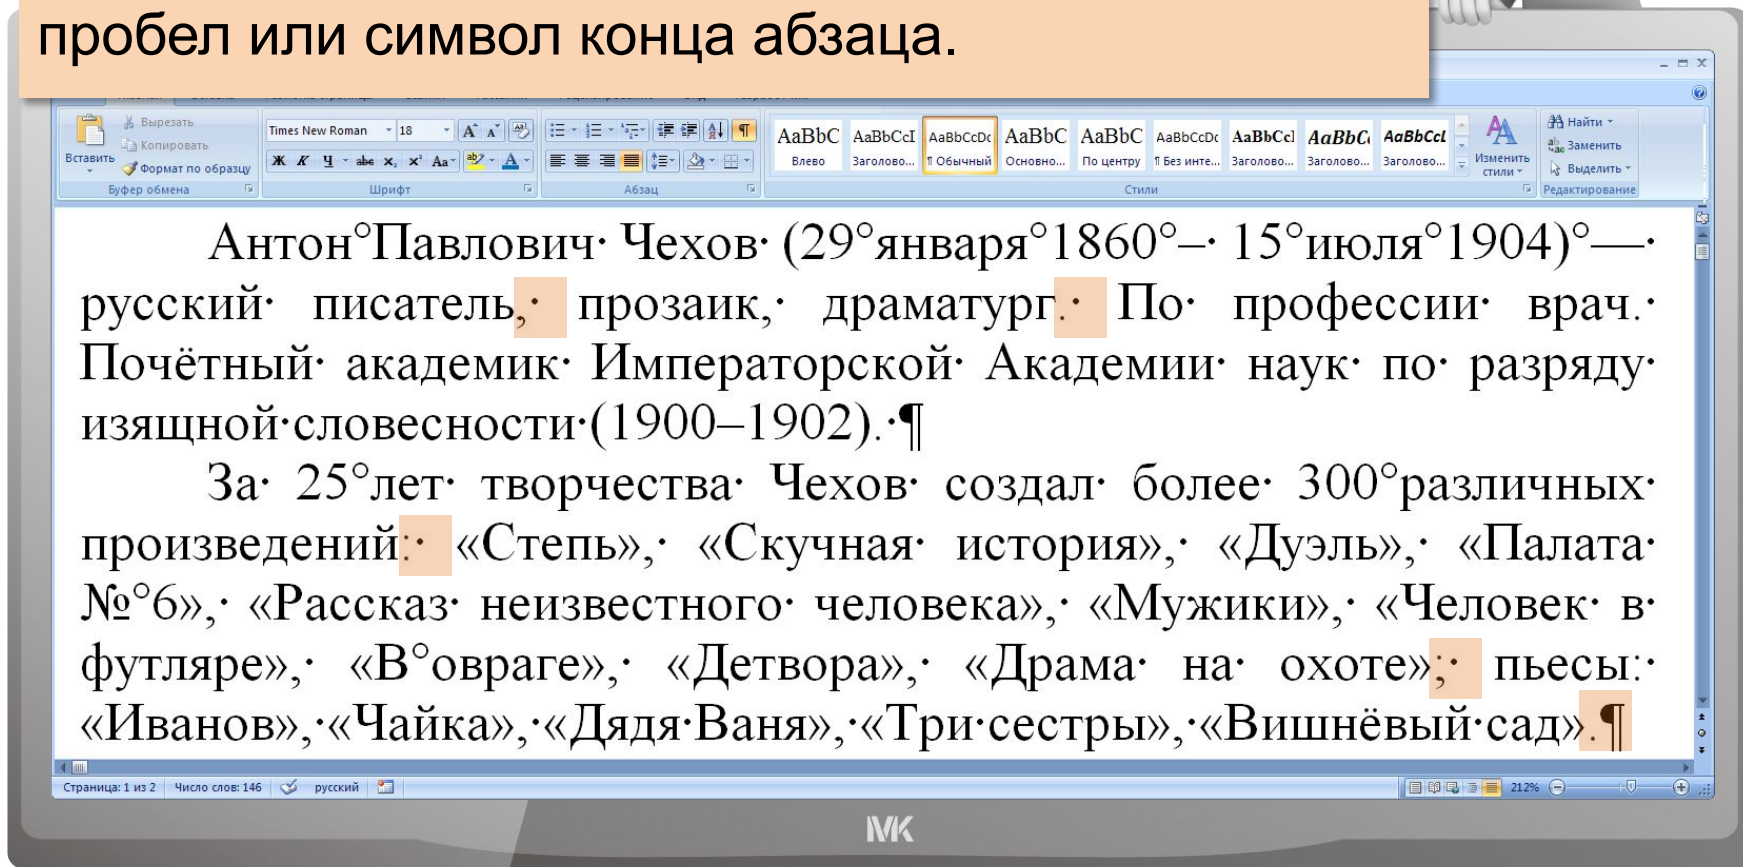 пробел или символ конца абзаца.
Вырезать
Копировать
Вставить
Формат по образцу
Буфер обмена
Times New Roman
18
Ж К Ч abc x₂ x² Aa
Шрифт
Абзац
AaBbC AaBbCcI AaBbCcDc AaBbC AaBbC AaBbCcDc AaBbCcl AaBbCc AaBbCcL
Влево Заголово... ¶ Обычный Основно... По центру ¶ Без инте... Заголово... Заголово... Заголово...
Стили
Изменить
стили
Найти
Заменить
Выделить
Редактирование
Антон°Павлович· Чехов· (29°января°1860°–· 15°июля°1904)°—·
русский· писатель,· прозаик,· драматург.· По· профессии· врач.·
Почётный· академик· Императорской· Академии· наук· по· разряду·
изящной·словесности·(1900–1902).·¶
За· 25°лет· творчества· Чехов· создал· более· 300°различных·
произведений:· «Степь»,· «Скучная· история»,· «Дуэль»,· «Палата·
№°6»,· «Рассказ· неизвестного· человека»,· «Мужики»,· «Человек· в·
футляре»,· «В°овраге»,· «Детвора»,· «Драма· на· охоте»;· пьесы:·
«Иванов»,·«Чайка»,·«Дядя·Ваня»,·«Три·сестры»,·«Вишнёвый·сад».¶
Страница: 1 из 2 Число слов: 146 русский 212%